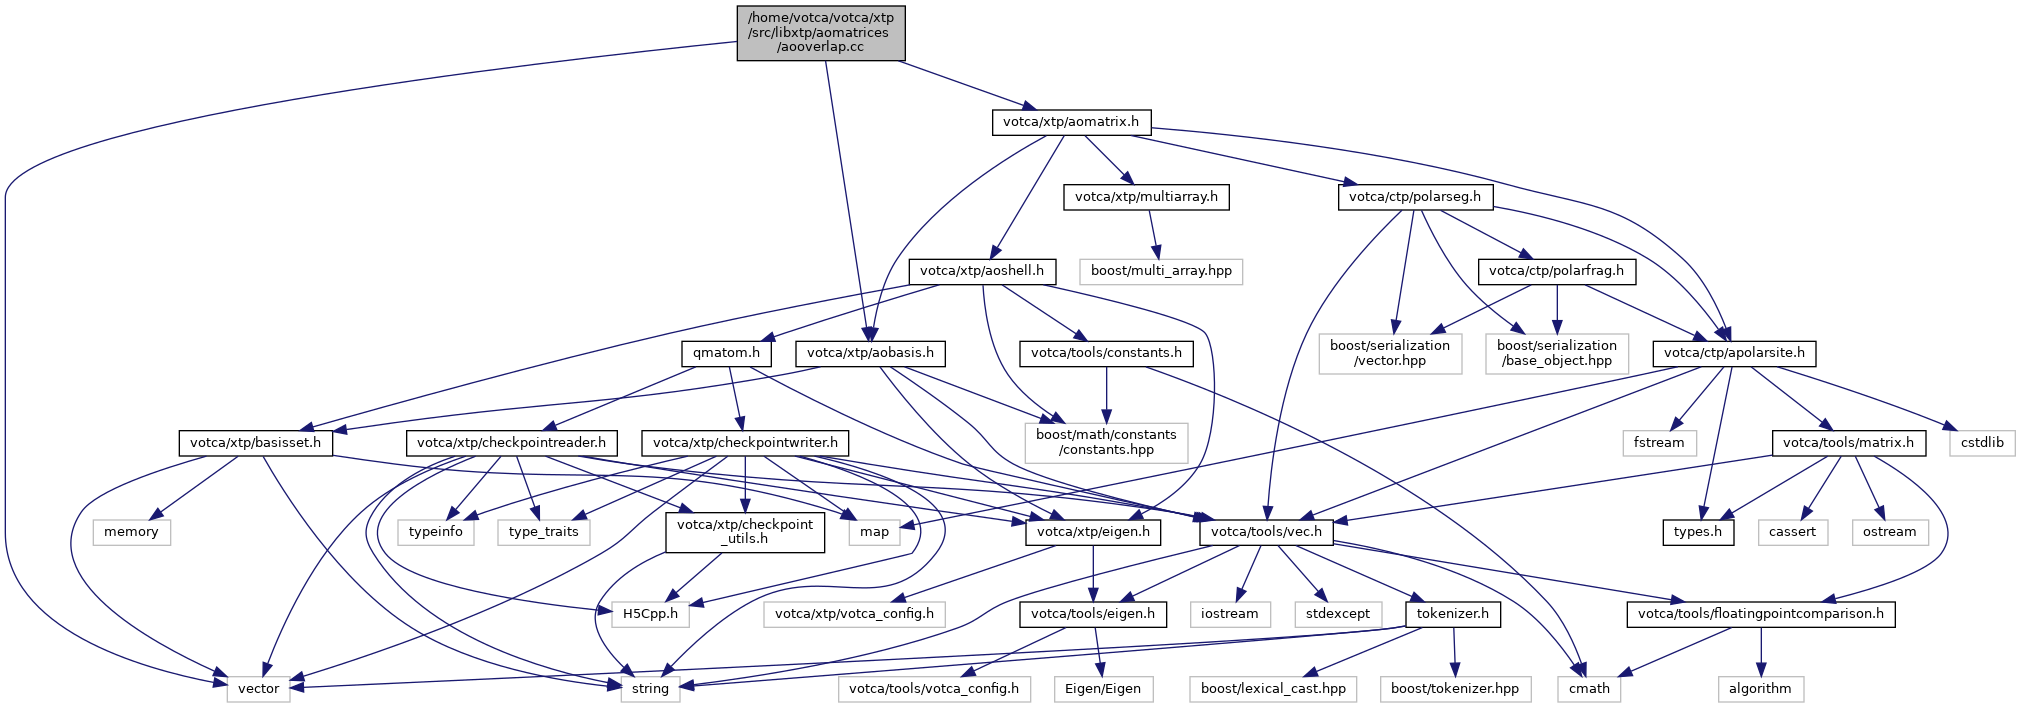 /home/votca/votca/xtp
/src/libxtp/aomatrices
/aooverlap.cc
votca/xtp/aomatrix.h
votca/xtp/multiarray.h
votca/ctp/polarseg.h
votca/xtp/aoshell.h
boost/multi_array.hpp
votca/ctp/polarfrag.h
qmatom.h
votca/xtp/aobasis.h
votca/tools/constants.h
boost/serialization
/vector.hpp
boost/serialization
/base_object.hpp
votca/ctp/apolarsite.h
votca/xtp/basisset.h
votca/xtp/checkpointreader.h
votca/xtp/checkpointwriter.h
boost/math/constants
/constants.hpp
fstream
votca/tools/matrix.h
cstdlib
memory
typeinfo
type_traits
votca/xtp/checkpoint
_utils.h
map
votca/xtp/eigen.h
votca/tools/vec.h
types.h
cassert
ostream
H5Cpp.h
votca/xtp/votca_config.h
votca/tools/eigen.h
iostream
stdexcept
tokenizer.h
votca/tools/floatingpointcomparison.h
vector
string
votca/tools/votca_config.h
Eigen/Eigen
boost/lexical_cast.hpp
boost/tokenizer.hpp
cmath
algorithm